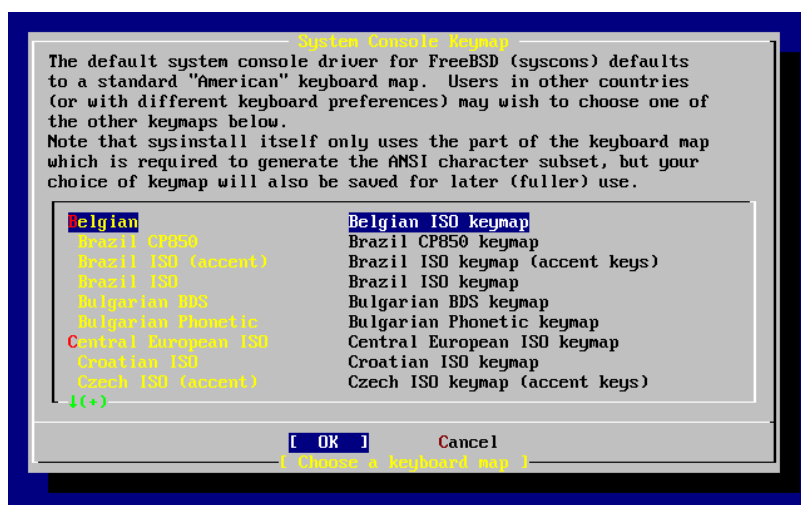 System Console Keymap
The default system console driver for FreeBSD (syscons) defaults
to a standard "American" keyboard map.  Users in other countries
(or with different keyboard preferences) may wish to choose one of
the other keymaps below.
Note that sysinstall itself only uses the part of the keyboard map
which is required to generate the ANSI character subset, but your
choice of keymap will also be saved for later (fuller) use.
Belgian Belgian ISO keymap
Brazil CP850 Brazil CP850 keymap
Brazil ISO (accent) Brazil ISO keymap (accent keys)
Brazil ISO Brazil ISO keymap
Bulgarian BDS Bulgarian BDS keymap
Bulgarian Phonetic Bulgarian Phonetic keymap
Central European ISO Central European ISO keymap
Croatian ISO Croatian ISO keymap
Czech ISO (accent) Czech ISO keymap (accent keys)
↓(+)
[ OK ] Cancel
[ Choose a keyboard map ]